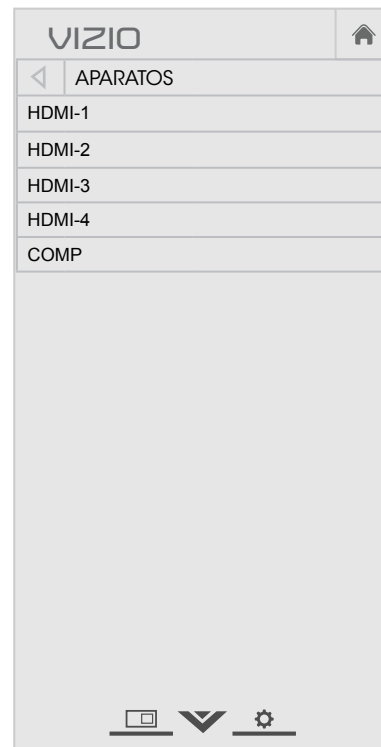 VIZIO
APARATOS
HDMI-1
HDMI-2
HDMI-3
HDMI-4
COMP